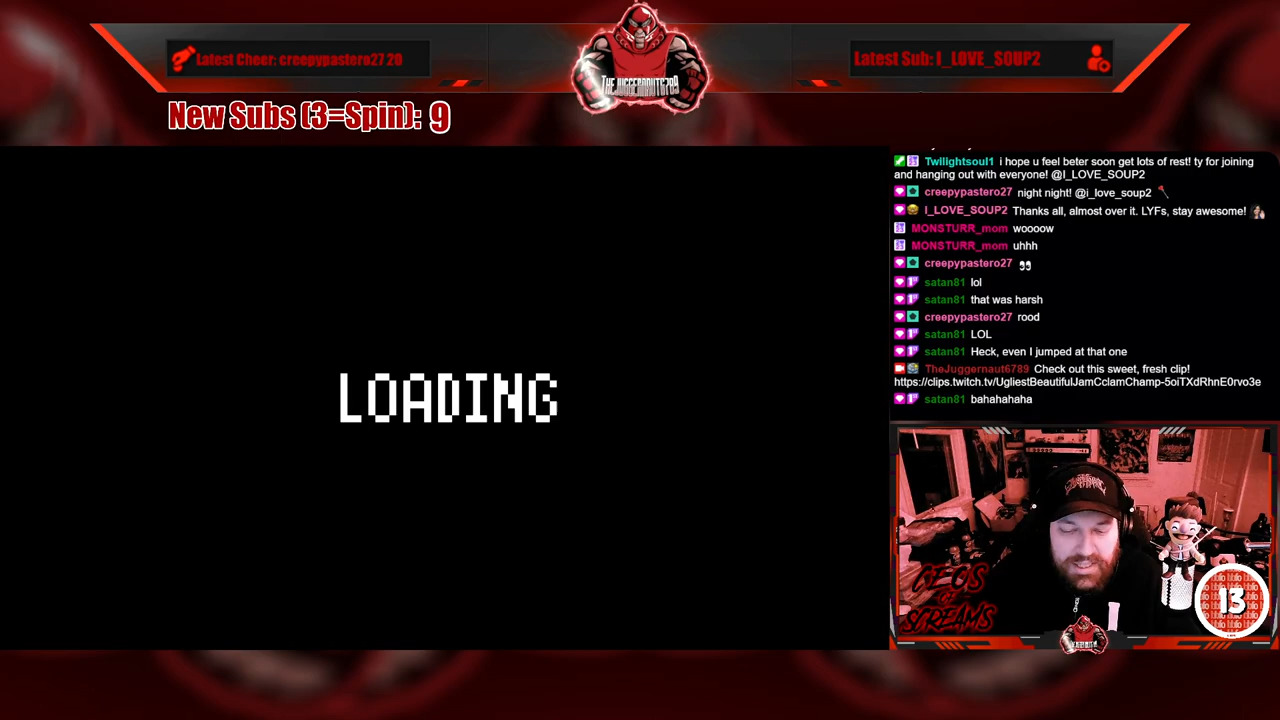 Latest Cheer: creepypastero27 20
THEJUGGERNAUT6789
Latest Sub: I_LOVE_SOUP2
New Subs (3=Spin): 9
Twilightsoul1 i hope u feel beter soon get lots of rest! ty for joining
and hanging out with everyone! @I_LOVE_SOUP2
creepypastero27 night night! @i_love_soup2
I_LOVE_SOUP2 Thanks all, almost over it. LYFs, stay awesome!
MONSTURR_mom woooow
MONSTURR_mom uhhh
creepypastero27
satan81 lol
satan81 that was harsh
creepypastero27 rood
satan81 LOL
satan81 Heck, even I jumped at that one
TheJuggernaut6789 Check out this sweet, fresh clip!
https://clips.twitch.tv/UgliestBeautifulJamCclamChamp-5oiTXdRhnE0rvo3e
satan81 bahahahaha
LOADING
CEOS
OF
SCREAMS
13